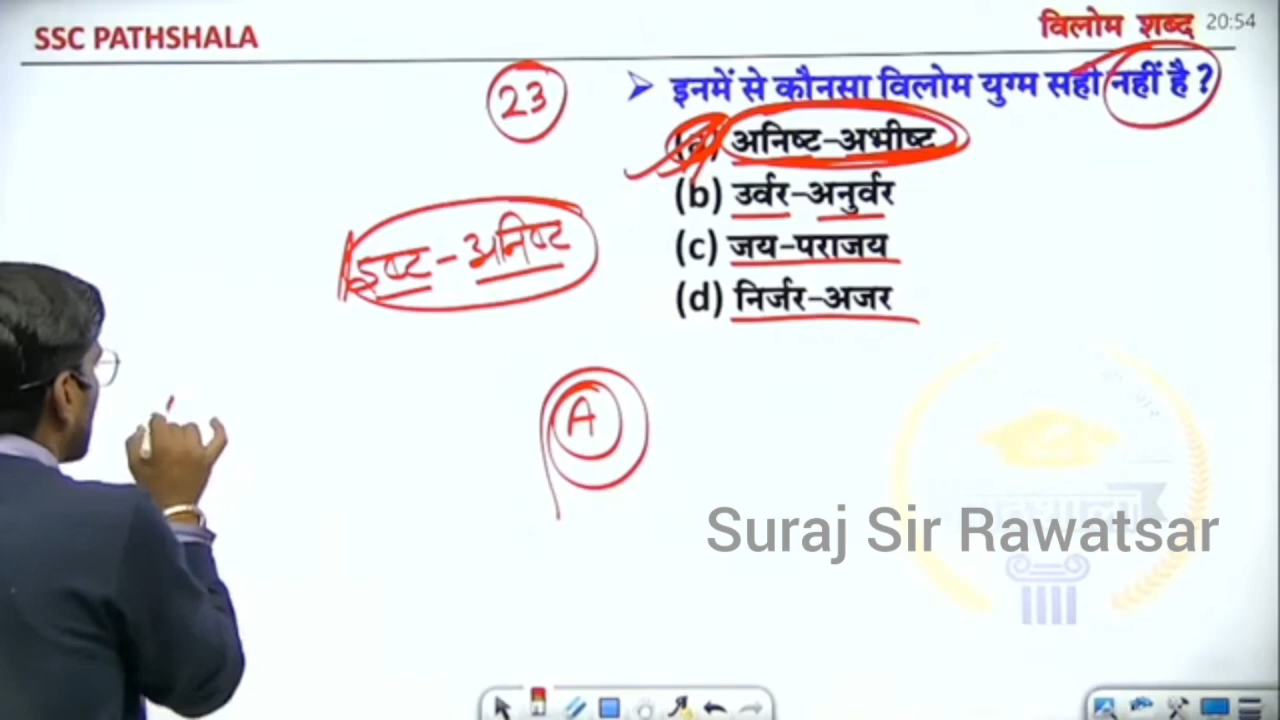 SSC PATHSHALA
विलोम शब्द 20:54
23
➤ इनमें से कौनसा विलोम युग्म सही नहीं है ?
(a) अनिष्ट-अभीष्ट
(b) उर्वर-अनुर्वर
इष्ट - अनिष्ट
(c) जय-पराजय
(d) निर्जर-अजर
A
Suraj Sir Rawatsar